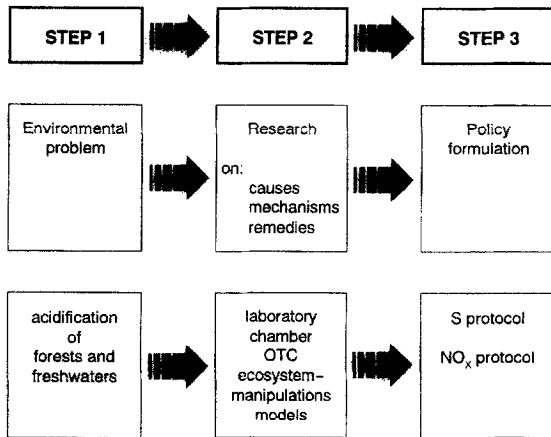 STEP 1
STEP 2
STEP 3
Environmental
problem
Research
on:
causes
mechanisms
remedies
Policy
formulation
acidification
of
forests and
freshwaters
laboratory
chamber
OTC
ecosystem–
manipulations
models
S protocol
NOₓ protocol